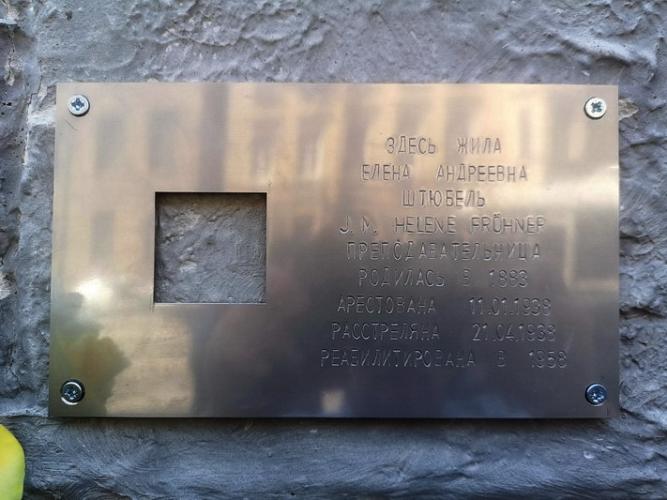 ЗДЕСЬ ЖИЛА
ЕЛЕНА АНДРЕЕВНА
ШТЮБЕЛЬ
J. M. HELENE FRÖHNER
ПРЕПОДАВАТЕЛЬНИЦА
РОДИЛАСЬ В 1883
АРЕСТОВАНА 11.01.1938
РАССТРЕЛЯНА 21.04.1938
РЕАБИЛИТИРОВАНА В 1958